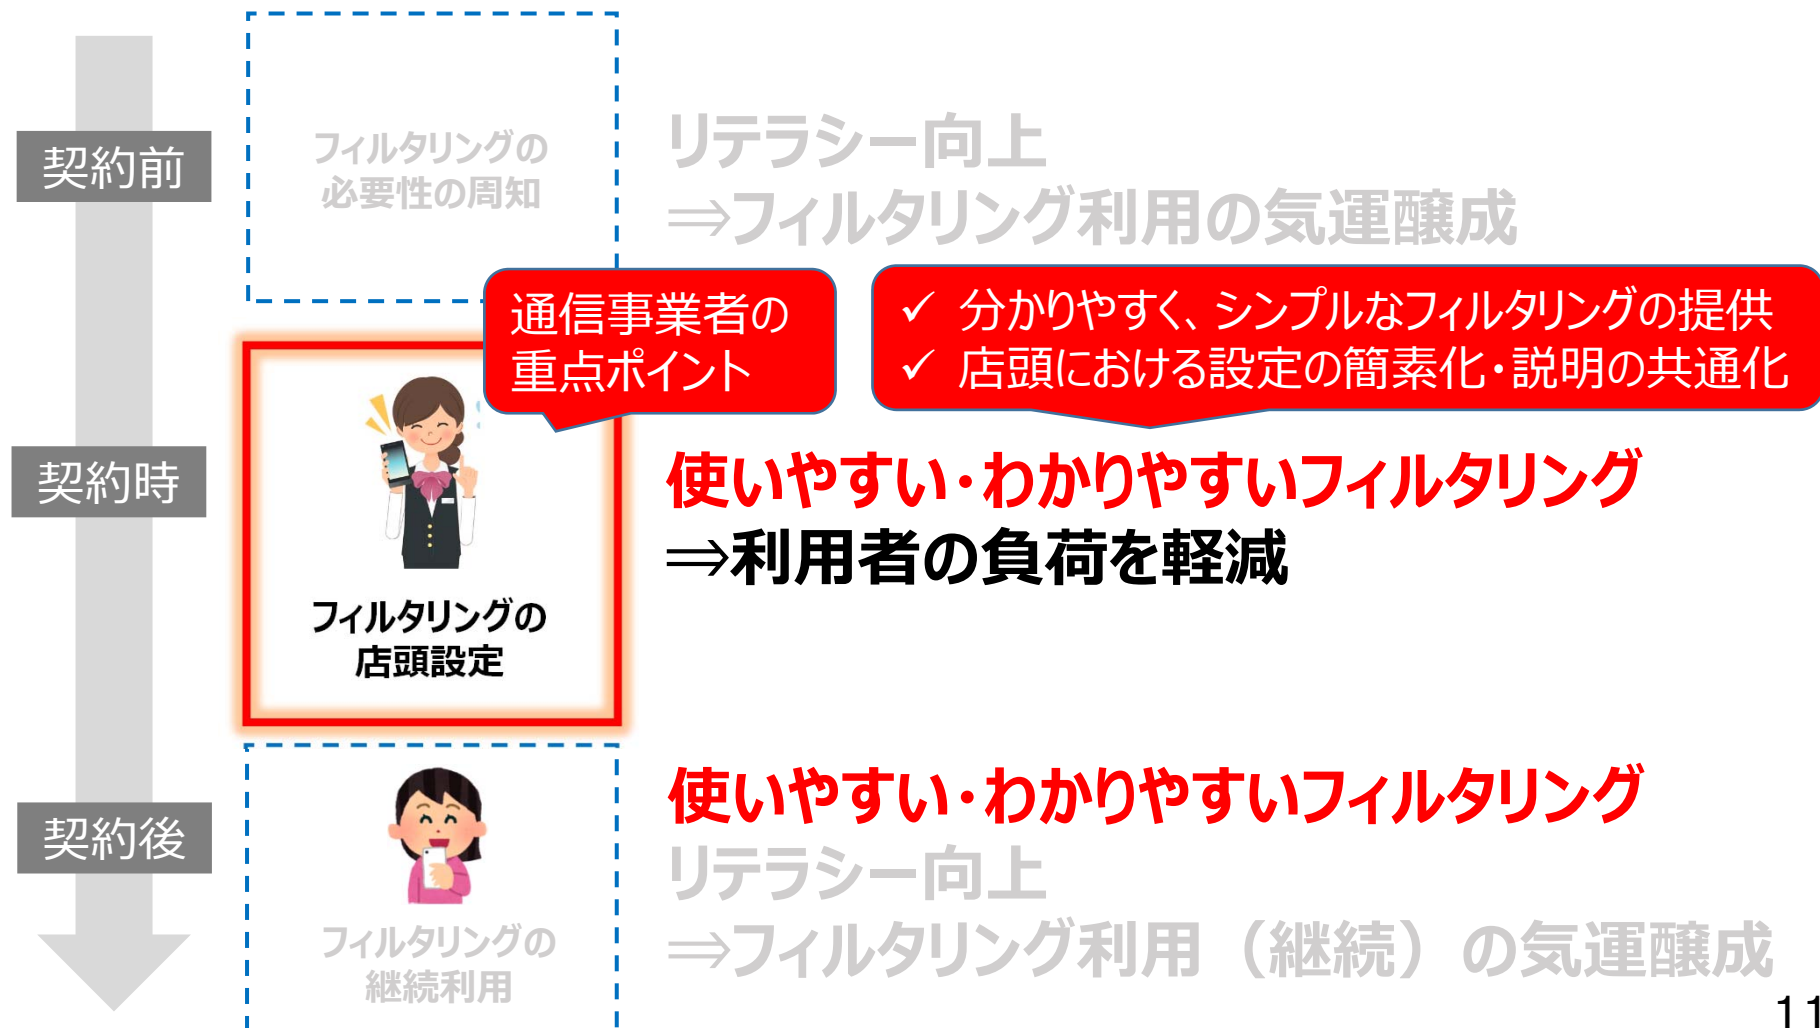 契約前
フィルタリングの
必要性の周知
リテラシー向上
⇒フィルタリング利用の気運醸成
通信事業者の
重点ポイント
✓ 分かりやすく、シンプルなフィルタリングの提供
✓ 店頭における設定の簡素化・説明の共通化
契約時
フィルタリングの
店頭設定
使いやすい・わかりやすいフィルタリング
⇒利用者の負荷を軽減
契約後
フィルタリングの
継続利用
使いやすい・わかりやすいフィルタリング
リテラシー向上
⇒フィルタリング利用（継続）の気運醸成
11